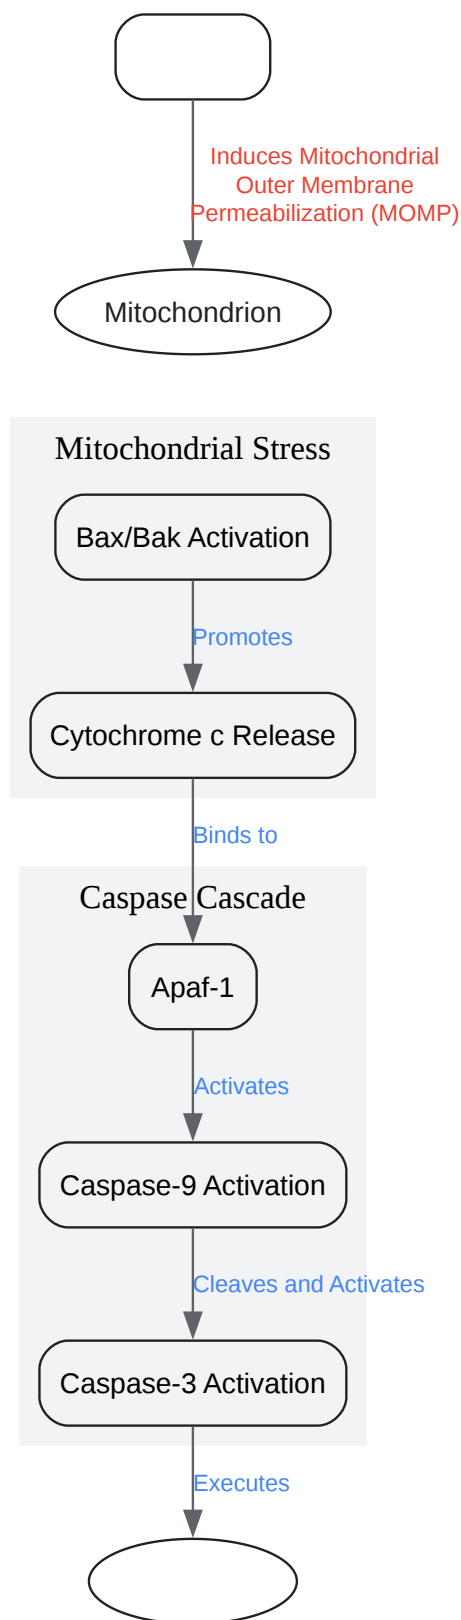 Induces Mitochondrial
Outer Membrane
Permeabilization (MOMP)
Mitochondrion
Mitochondrial Stress
Bax/Bak Activation
Promotes
Cytochrome c Release
Binds to
Caspase Cascade
Apaf-1
Activates
Caspase-9 Activation
Cleaves and Activates
Caspase-3 Activation
Executes